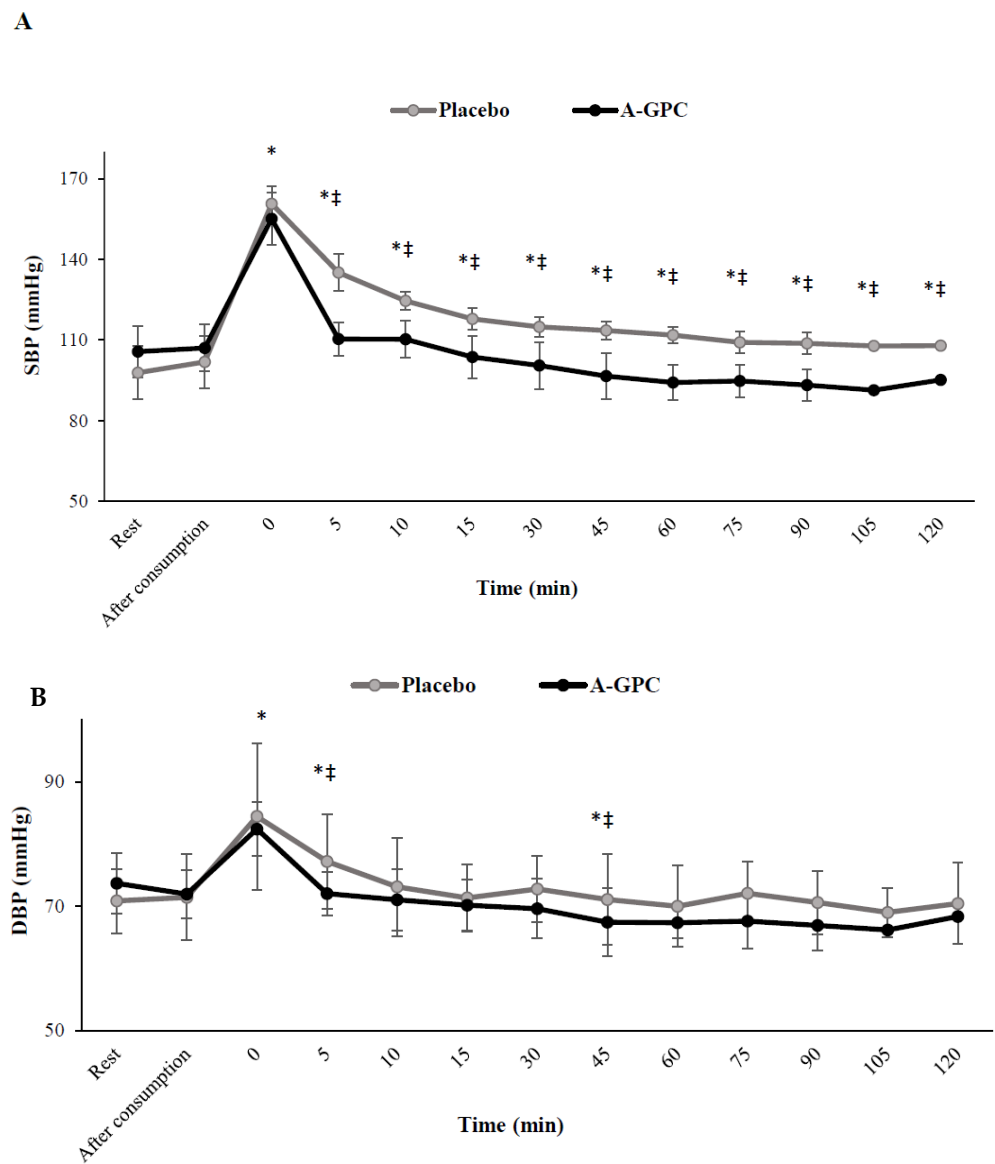 A
Placebo A-GPC
*
170
*‡
*‡ *‡ *‡ *‡ *‡ *‡ *‡ *‡ *‡
140
110
80
50
SBP (mmHg)
Rest After consumption 0 5 10 15 30 45 60 75 90 105 120
Time (min)
B
Placebo A-GPC
*
*‡
90
*‡
70
50
DBP (mmHg)
Rest After consumption 0 5 10 15 30 45 60 75 90 105 120
Time (min)